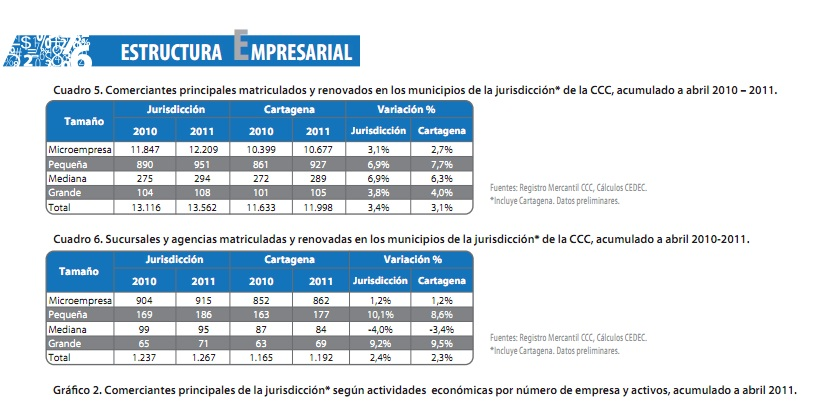 ESTRUCTURA EMPRESARIAL
Cuadro 5. Comerciantes principales matriculados y renovados en los municipios de la jurisdicción* de la CCC, acumulado a abril 2010 – 2011.
Tamaño Jurisdicción Cartagena Variación %
2010 2011 2010 2011 Jurisdicción Cartagena
Microempresa 11.847 12.209 10.399 10.677 3,1% 2,7%
Pequeña 890 951 861 927 6,9% 7,7%
Mediana 275 294 272 289 6,9% 6,3%
Grande 104 108 101 105 3,8% 4,0%
Total 13.116 13.562 11.633 11.998 3,4% 3,1%
Fuentes: Registro Mercantil CCC, Cálculos CEDEC.
*Incluye Cartagena. Datos preliminares.
Cuadro 6. Sucursales y agencias matriculadas y renovadas en los municipios de la jurisdicción* de la CCC, acumulado a abril 2010-2011.
Tamaño Jurisdicción Cartagena Variación %
2010 2011 2010 2011 Jurisdicción Cartagena
Microempresa 904 915 852 862 1,2% 1,2%
Pequeña 169 186 163 177 10,1% 8,6%
Mediana 99 95 87 84 -4,0% -3,4%
Grande 65 71 63 69 9,2% 9,5%
Total 1.237 1.267 1.165 1.192 2,4% 2,3%
Fuentes: Registro Mercantil CCC, Cálculos CEDEC.
*Incluye Cartagena. Datos preliminares.
Gráfico 2. Comerciantes principales de la jurisdicción* según actividades económicas por número de empresa y activos, acumulado a abril 2011.